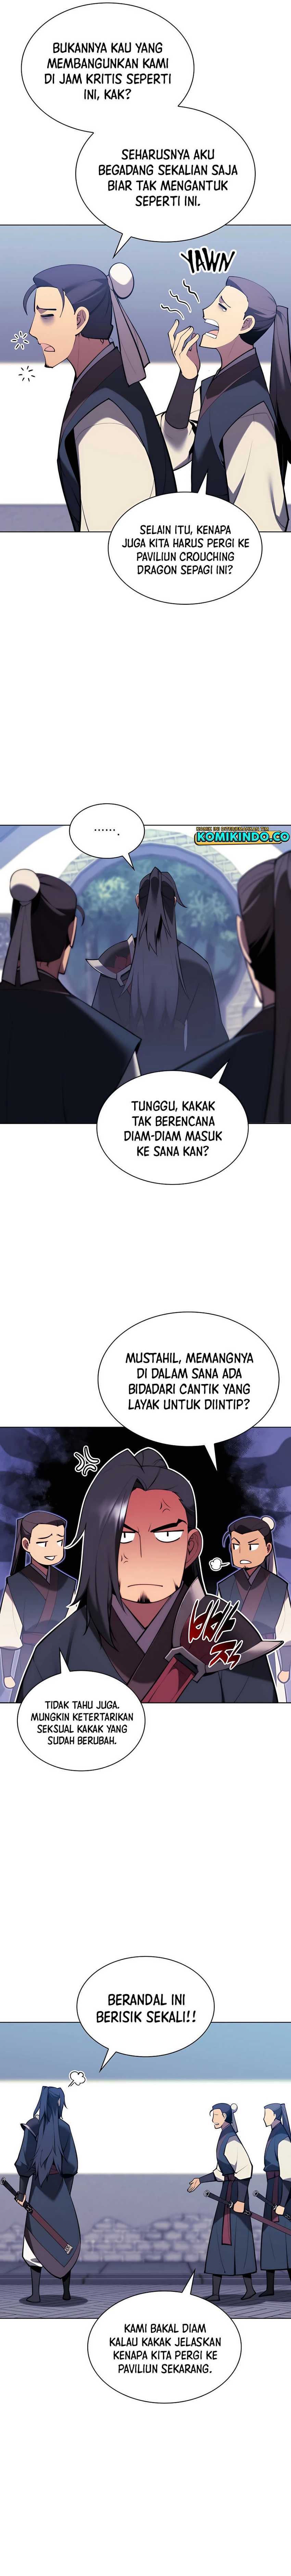 BUKANNYA KAU YANG
MEMBANGUNKAN KAMI
DI JAM KRITIS SEPERTI
INI, KAK?
SEHARUSNYA AKU
BEGADANG SEKALIAN SAJA
BIAR TAK MENGANTUK
SEPERTI INI.
YAWN
SELAIN ITU, KENAPA
JUGA KITA HARUS PERGI KE
PAVILIUN CROUCHING
DRAGON SEPAGI INI?
.......
KOMIKINDO.CO
TUNGGU, KAKAK
TAK BERENCANA
DIAM-DIAM MASUK
KE SANA KAN?
MUSTAHIL, MEMANGNYA
DI DALAM SANA ADA
BIDADARI CANTIK YANG
LAYAK UNTUK DIINTIP?
TIDAK TAHU JUGA.
MUNGKIN KETERTARIKAN
SEKSUAL KAKAK YANG
SUDAH BERUBAH.
BERANDAL INI
BERISIK SEKALI!!
KAMI BAKAL DIAM
KALAU KAKAK JELASKAN
KENAPA KITA PERGI KE
PAVILIUN SEKARANG.